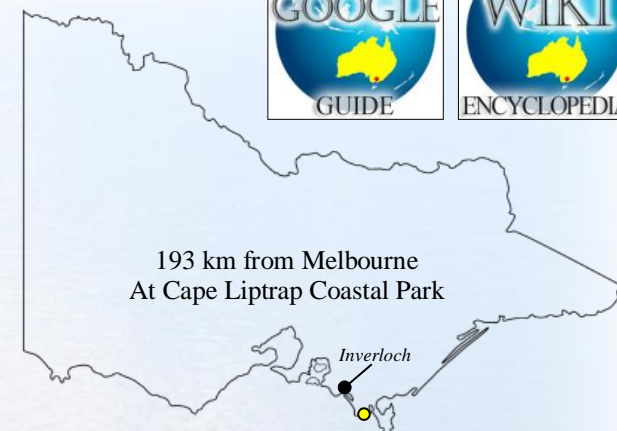 GOOGLE
GUIDE
WIKI
ENCYCLOPEDIA
193 km from Melbourne
At Cape Liptrap Coastal Park
Inverloch